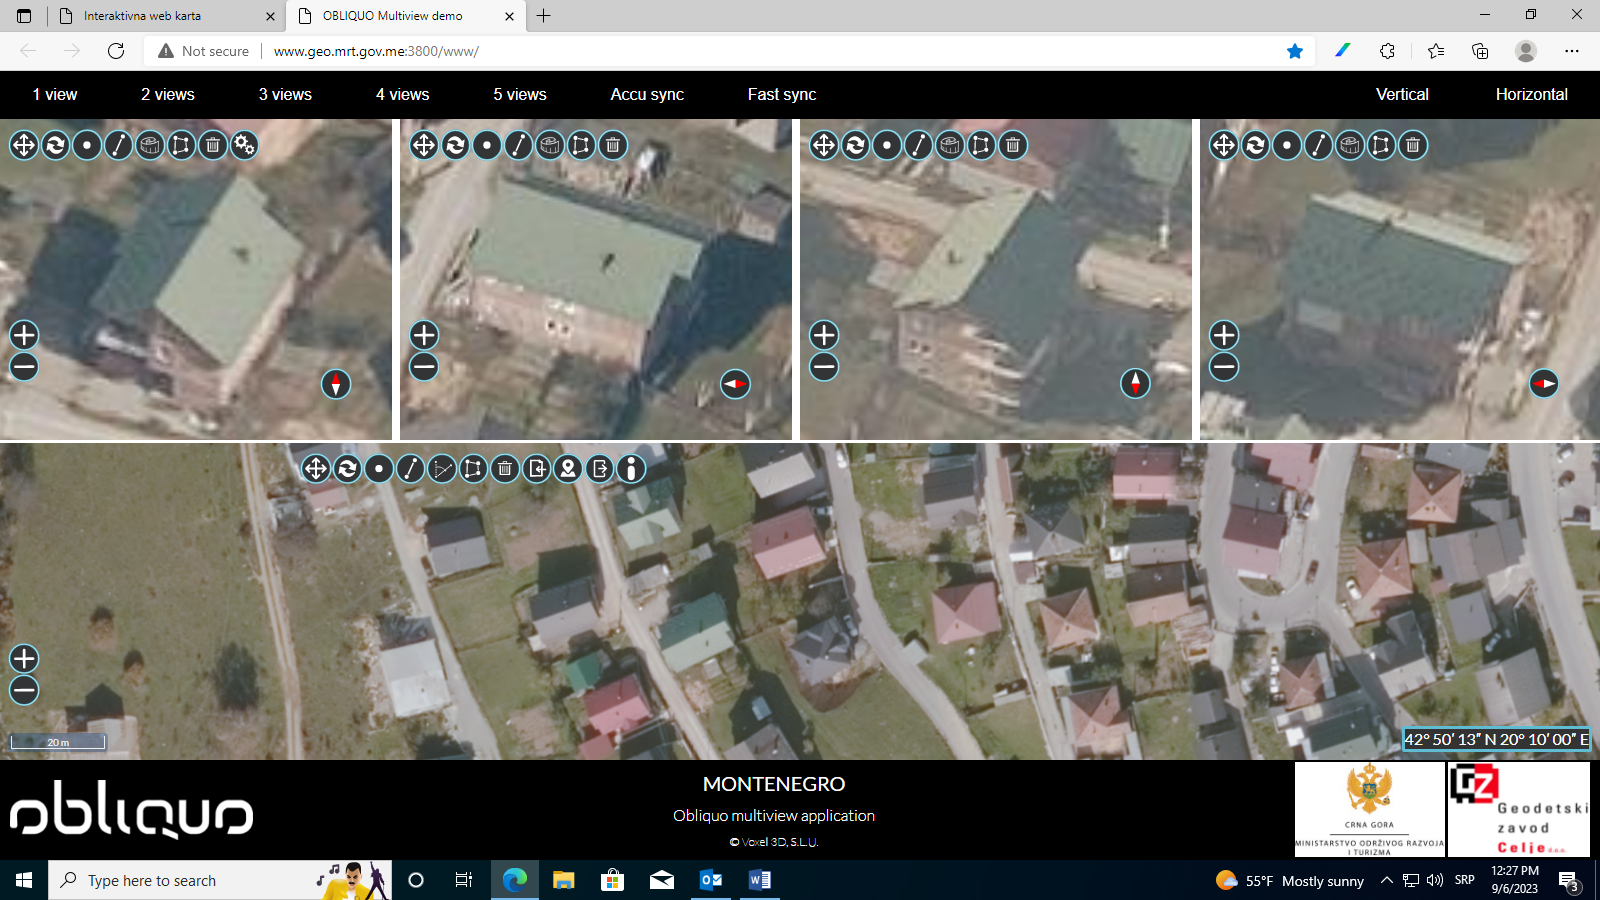 Interaktivna web karta
OBLIQUO Multiview demo
Not secure
www.geo.mrt.gov.me:3800/www/
1 view
2 views
3 views
4 views
5 views
Accu sync
Fast sync
Vertical
Horizontal
20 m
42° 50′ 13″ N 20° 10′ 00″ E
obliquo
MONTENEGRO
Obliquo multiview application
© Voxel 3D, S.L.U.
CRNA GORA
MINISTARSTVO ODRŽIVOG RAZVOJA
I TURIZMA
GZ
Geodetski
zavod
Celje d.o.o.
Type here to search
55°F Mostly sunny
SRP
12:27 PM
9/6/2023
3